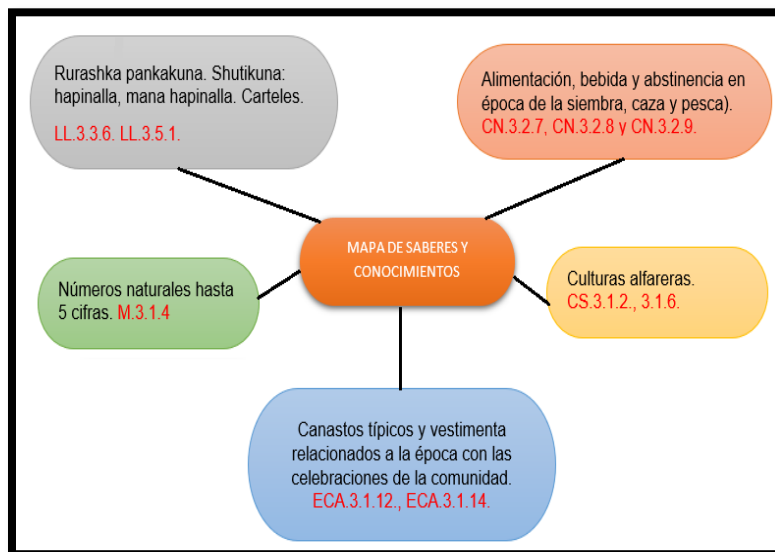 Rurashka pankakuna. Shutikuna:
hapinalla, mana hapinalla. Carteles.
LL.3.3.6. LL.3.5.1.
Alimentación, bebida y abstinencia en
época de la siembra, caza y pesca).
CN.3.2.7, CN.3.2.8 y CN.3.2.9.
MAPA DE SABERES Y
CONOCIMIENTOS
Números naturales hasta
5 cifras. M.3.1.4
Culturas alfareras.
CS.3.1.2., 3.1.6.
Canastos típicos y vestimenta
relacionados a la época con las
celebraciones de la comunidad.
ECA.3.1.12., ECA.3.1.14.